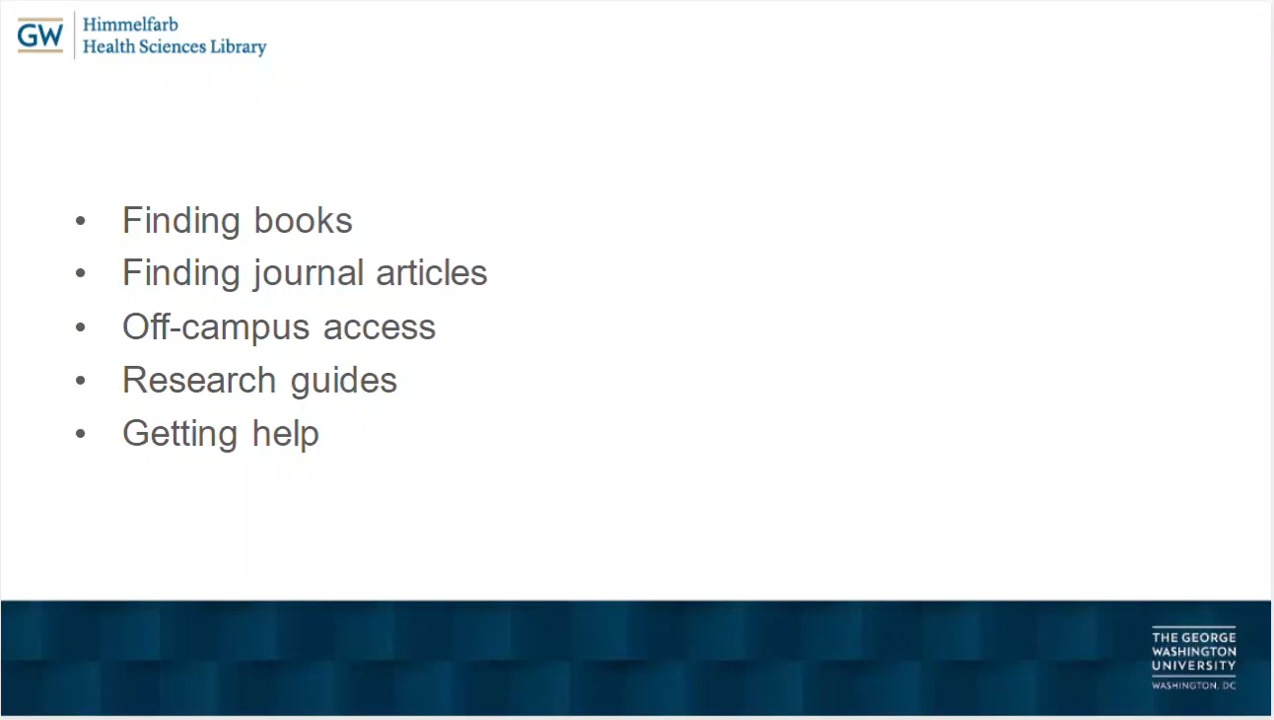 GW
Himmelfarb
Health Sciences Library
• Finding books
• Finding journal articles
• Off-campus access
• Research guides
• Getting help
THE GEORGE
WASHINGTON
UNIVERSITY
WASHINGTON, DC